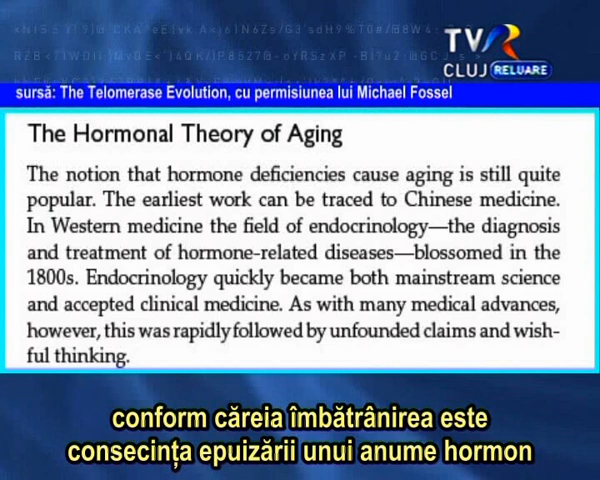 TVR
CLUJ RELUARE
sursă: The Telomerase Evolution, cu permisiunea lui Michael Fossel
The Hormonal Theory of Aging
The notion that hormone deficiencies cause aging is still quite
popular. The earliest work can be traced to Chinese medicine.
In Western medicine the field of endocrinology—the diagnosis
and treatment of hormone-related diseases—blossomed in the
1800s. Endocrinology quickly became both mainstream science
and accepted clinical medicine. As with many medical advances,
however, this was rapidly followed by unfounded claims and wish-
ful thinking.
conform căreia îmbătrânirea este
consecința epuizării unui anume hormon